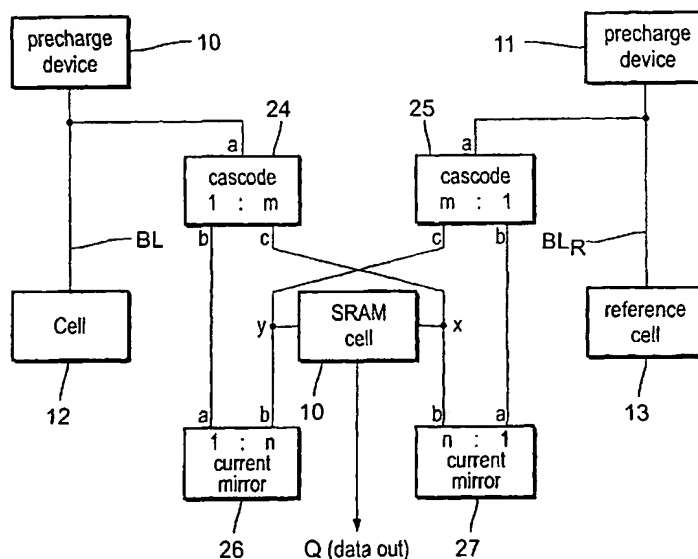 precharge
device
10
11
precharge
device
24
25
a
a
cascode
1 : m
cascode
m : 1
b
c
c
b
BL
BLR
Cell
y
SRAM
cell
x
reference
cell
12
10
13
a
b
b
a
1 : n
current
mirror
n : 1
current
mirror
26
Q (data out)
27